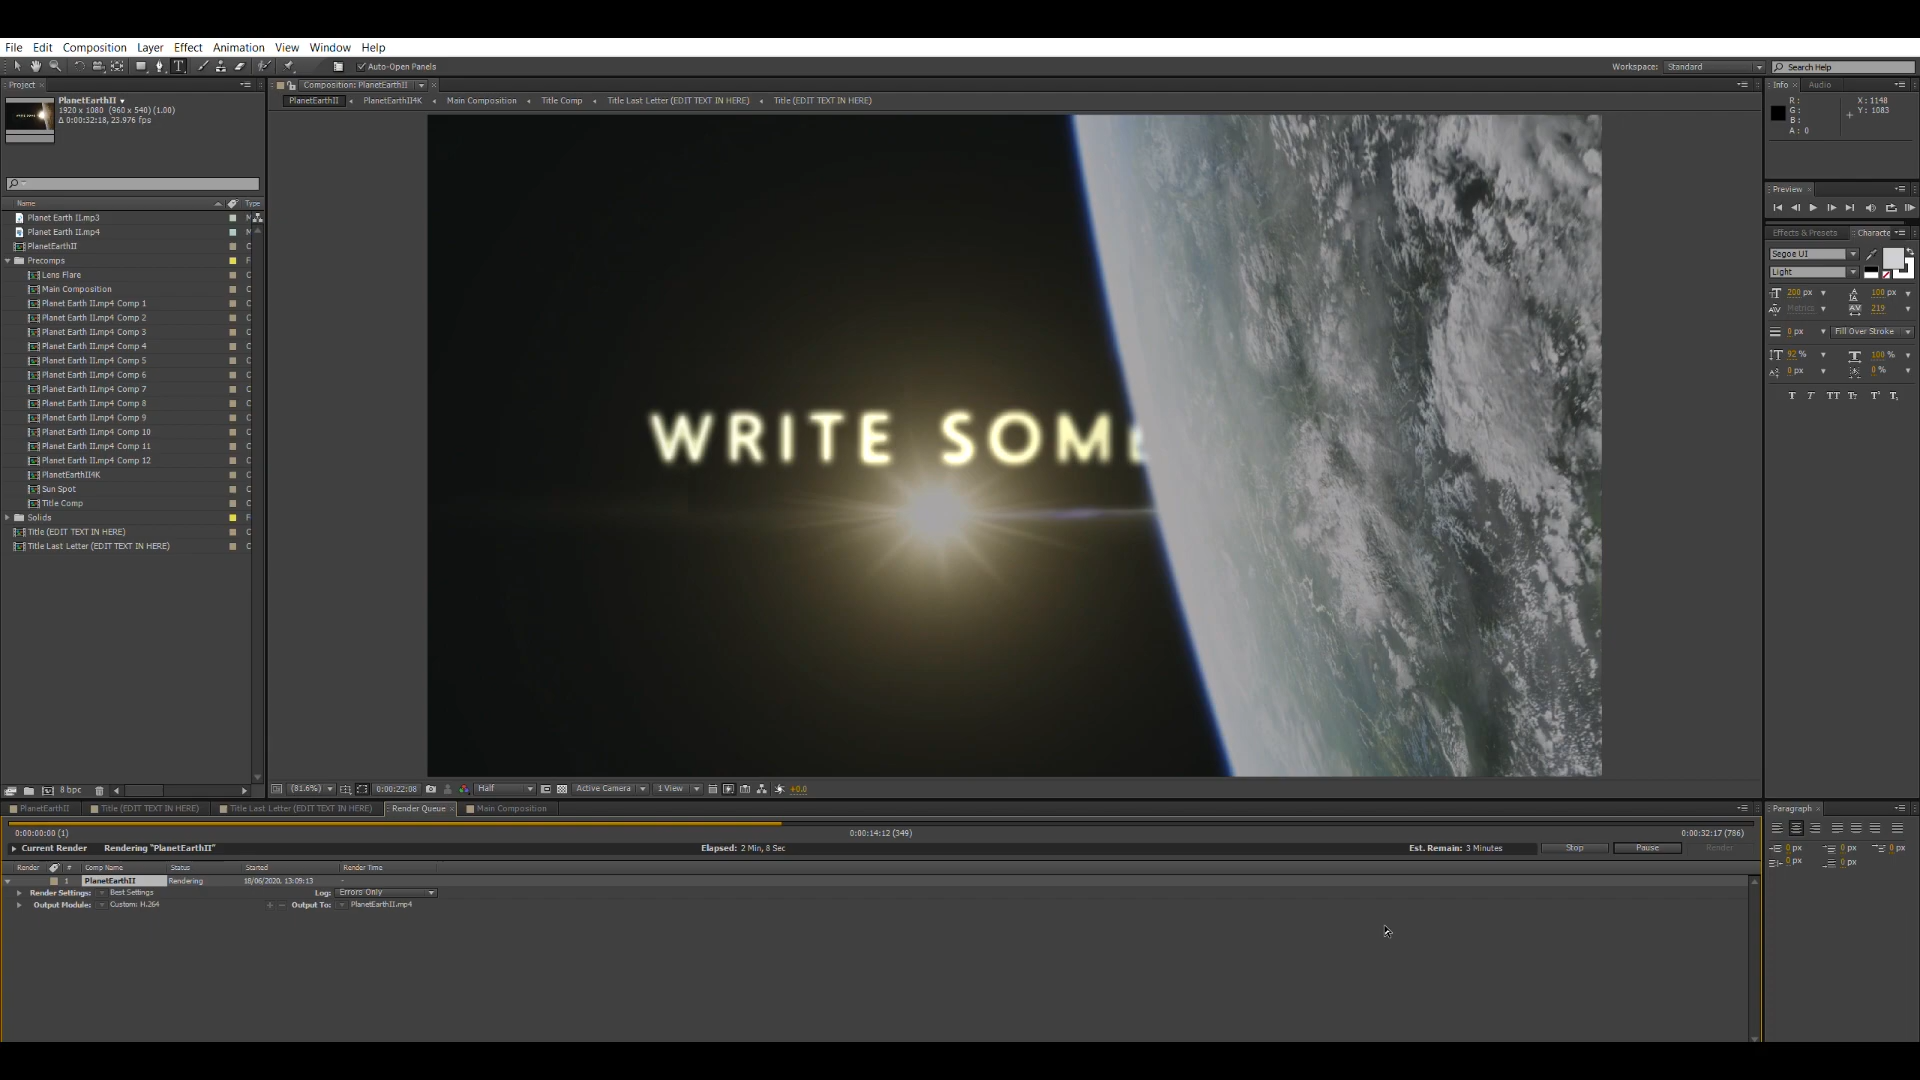 File Edit Composition Layer Effect Animation View Window Help
Auto-Open Panels
Workspace: Standard
Search Help
Project
PlanetEarthII
1920 x 1080 (960 x 540) (1.00)
Δ 0:00:32:18, 23.976 fps
Name Type
Planet Earth II.mp3
Planet Earth II.mp4
PlanetEarthII
Precomps
Lens Flare
Main Composition
Planet Earth II.mp4 Comp 1
Planet Earth II.mp4 Comp 2
Planet Earth II.mp4 Comp 3
Planet Earth II.mp4 Comp 4
Planet Earth II.mp4 Comp 5
Planet Earth II.mp4 Comp 6
Planet Earth II.mp4 Comp 7
Planet Earth II.mp4 Comp 8
Planet Earth II.mp4 Comp 9
Planet Earth II.mp4 Comp 10
Planet Earth II.mp4 Comp 11
Planet Earth II.mp4 Comp 12
PlanetEarthII4K
Sun Spot
Title Comp
Solids
Title (EDIT TEXT IN HERE)
Title Last Letter (EDIT TEXT IN HERE)
8 bpc
Composition: PlanetEarthII
PlanetEarthII PlanetEarthII4K Main Composition Title Comp Title Last Letter (EDIT TEXT IN HERE) Title (EDIT TEXT IN HERE)
WRITE SOME
(81.6%) 0:00:22:08 Half Active Camera 1 View +0.0
Info Audio
R: X: 1148
G: Y: 1083
B:
A: 0
Preview
Effects & Presets Characte
Segoe UI
Light
200 px 100 px
Metrics 219
0 px Fill Over Stroke
92 % 100 %
0 px 0 %
T T TT Tr T¹ T₁
PlanetEarthII Title (EDIT TEXT IN HERE) Title Last Letter (EDIT TEXT IN HERE) Render Queue Main Composition
0:00:00:00 (1) 0:00:14:12 (349) 0:00:32:17 (786)
Current Render Rendering "PlanetEarthII" Elapsed: 2 Min, 8 Sec Est. Remain: 3 Minutes Stop Pause Render
Render # Comp Name Status Started Render Time
1 PlanetEarthII Rendering 18/06/2020, 13:09:13 -
Render Settings: Best Settings Log: Errors Only
Output Module: Custom: H.264 Output To: PlanetEarthII.mp4
Paragraph
0 px 0 px 0 px
0 px 0 px